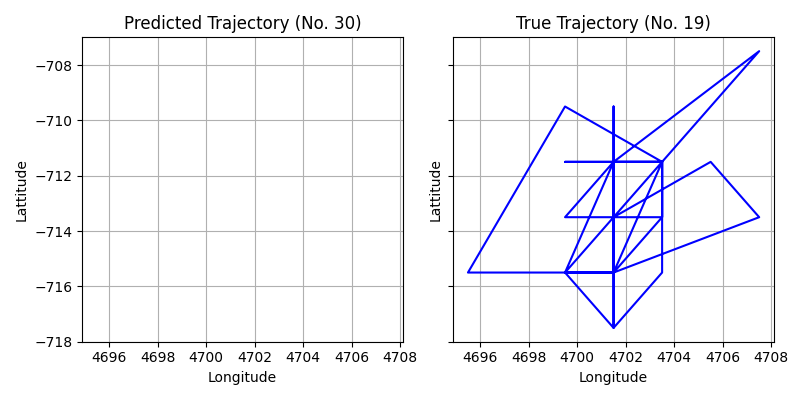 Predicted Trajectory (No. 30)
True Trajectory (No. 19)
Lattitude
−708
−710
−712
−714
−716
−718
4696 4698 4700 4702 4704 4706 4708
Longitude
Lattitude
4696 4698 4700 4702 4704 4706 4708
Longitude